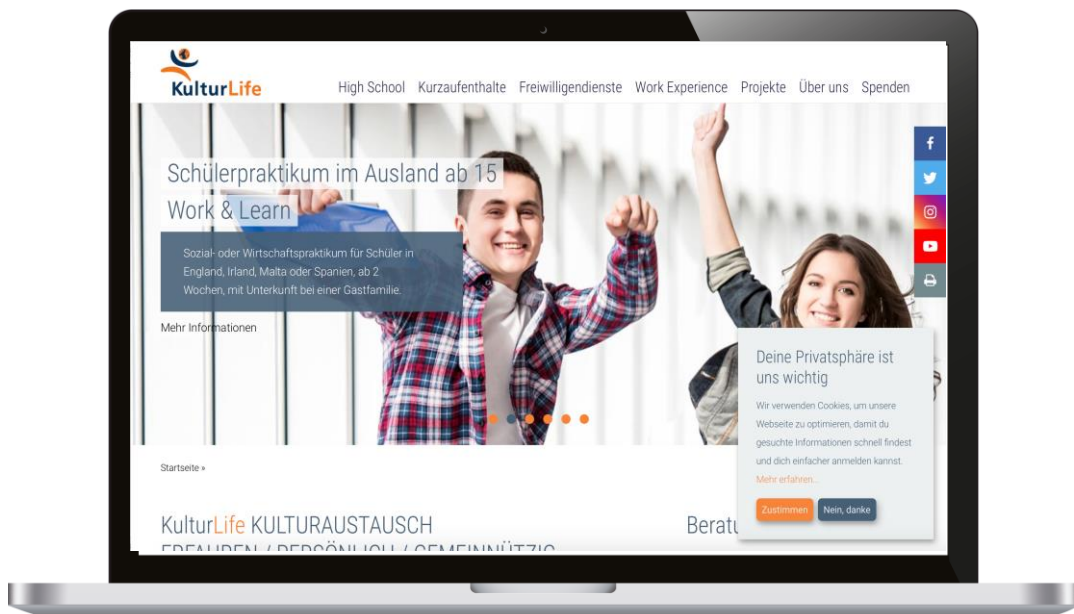 KulturLife
High School Kurzaufenthalte Freiwilligendienste Work Experience Projekte Über uns Spenden
Schülerpraktikum im Ausland ab 15
Work & Learn
Sozial- oder Wirtschaftspraktikum für Schüler in
England, Irland, Malta oder Spanien, ab 2
Wochen, mit Unterkunft bei einer Gastfamilie.
Mehr Informationen
Deine Privatsphäre ist
uns wichtig
Wir verwenden Cookies, um unsere
Webseite zu optimieren, damit du
gesuchte Informationen schnell findest
und dich einfacher anmelden kannst.
Mehr erfahren...
Zustimmen Nein, danke
Startseite »
KulturLife KULTURAUSTAUSCH
ERFAHREN / PERSÖNLICH / GEMEINNÜTZIG